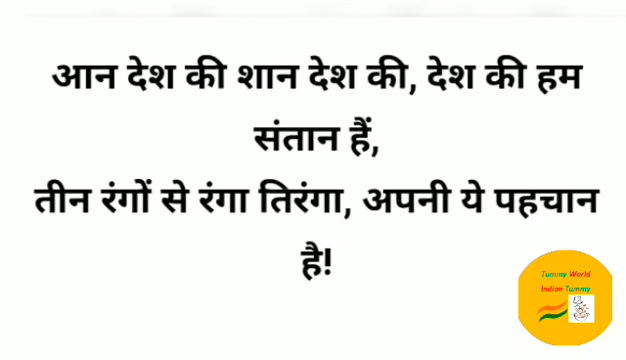 आन देश की शान देश की, देश की हम
संतान हैं,
तीन रंगों से रंगा तिरंगा, अपनी ये पहचान
है!
Tummy World
Indian Tummy